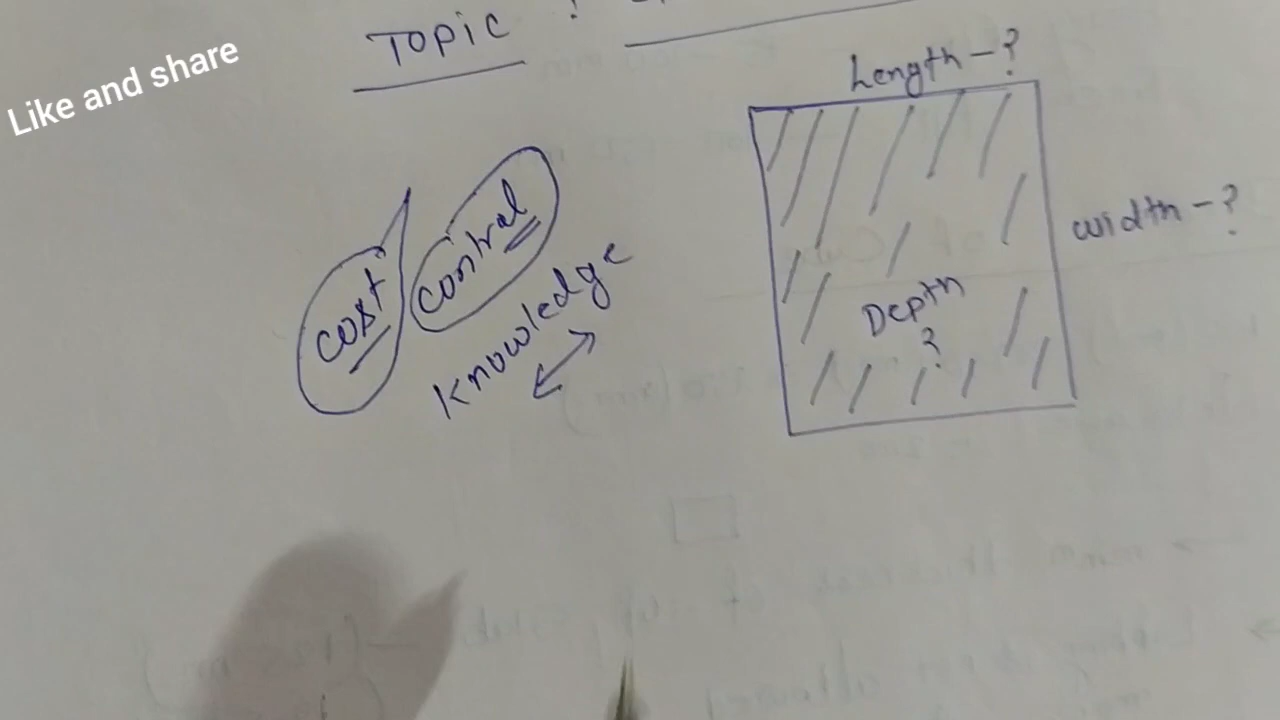 Like and share
Topic :
Length - ?
width - ?
Depth
?
cost
control
knowledge